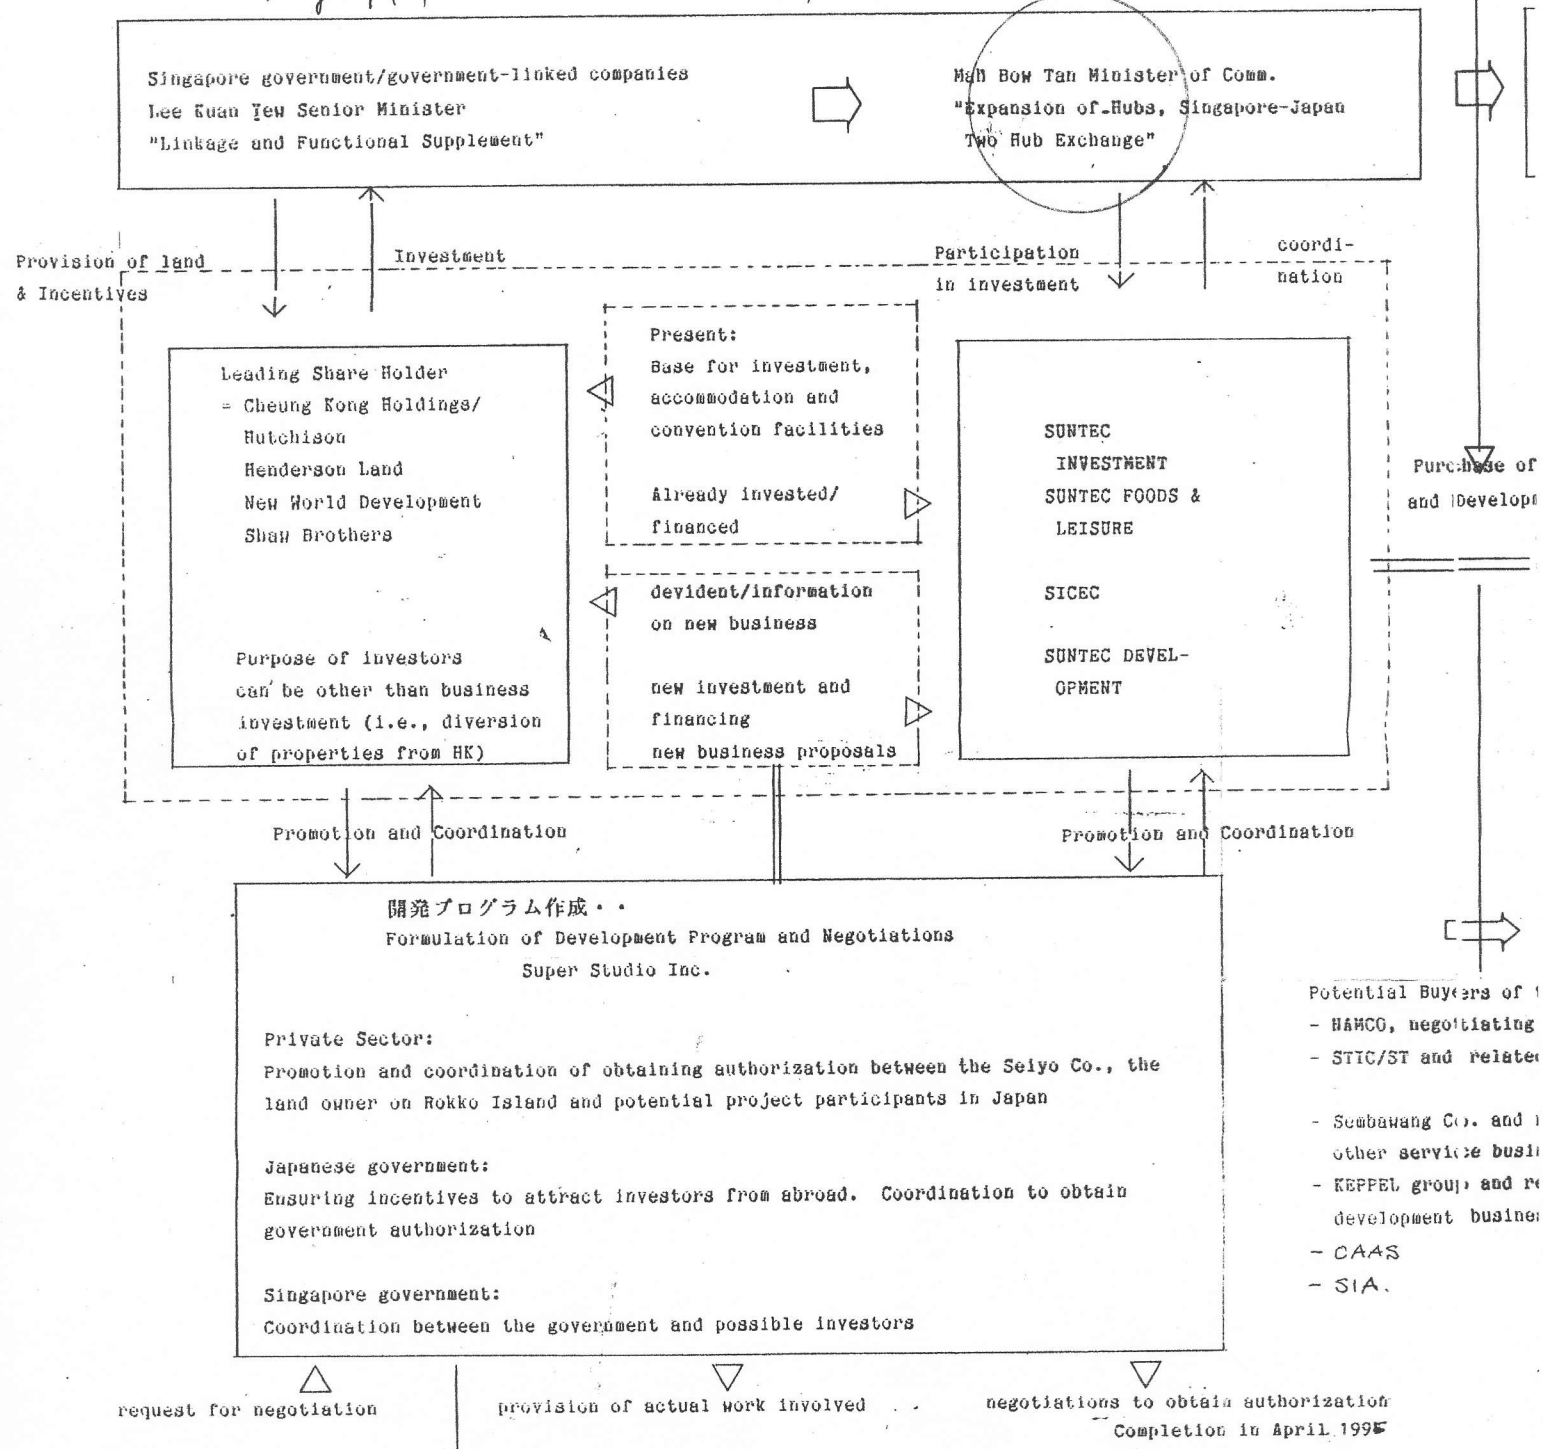 Singapore government/government-linked companies
Lee Kuan Yew Senior Minister
"Linkage and Functional Supplement"
Mah Bow Tan Minister of Comm.
"Expansion of Hubs, Singapore-Japan
Two Hub Exchange"
Provision of land
& Incentives
Investment
Participation
in investment
coordi-
nation
Leading Share Holder
= Cheung Kong Holdings/
Hutchison
Henderson Land
New World Development
Shaw Brothers
Purpose of investors
can be other than business
investment (i.e., diversion
of properties from HK)
Present:
Base for investment,
accommodation and
convention facilities
Already invested/
financed
devident/information
on new business
new investment and
financing
new business proposals
SUNTEC
INVESTMENT
SUNTEC FOODS &
LEISURE
SICEC
SUNTEC DEVEL-
OPMENT
Purchase of
and Developm
Promotion and Coordination
Promotion and Coordination
開発プログラム作成・・
Formulation of Development Program and Negotiations
Super Studio Inc.
Private Sector:
Promotion and coordination of obtaining authorization between the Seiyo Co., the
land owner on Rokko Island and potential project participants in Japan
Japanese government:
Ensuring incentives to attract investors from abroad. Coordination to obtain
government authorization
Singapore government:
Coordination between the government and possible investors
Potential Buyers of
- NAMCO, negotiating
- STIC/ST and related
- Sembawang Co. and
other service busi
- KEPPEL group and re
development busine
- CAAS
- SIA.
request for negotiation
provision of actual work involved
negotiations to obtain authorization
Completion in April